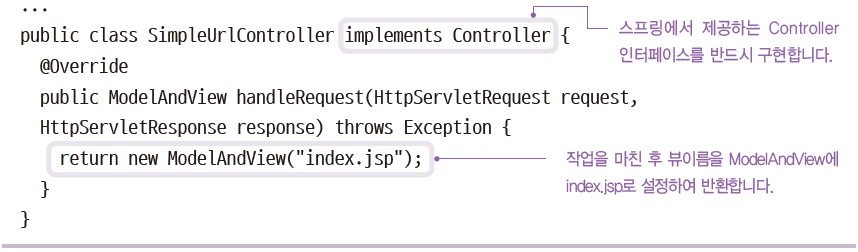 ...
public class SimpleUrlController implements Controller {
스프링에서 제공하는 Controller
인터페이스를 반드시 구현합니다.
@Override
public ModelAndView handleRequest(HttpServletRequest request,
HttpServletResponse response) throws Exception {
return new ModelAndView("index.jsp");
작업을 마친 후 뷰이름을 ModelAndView에
index.jsp로 설정하여 반환합니다.
}
}